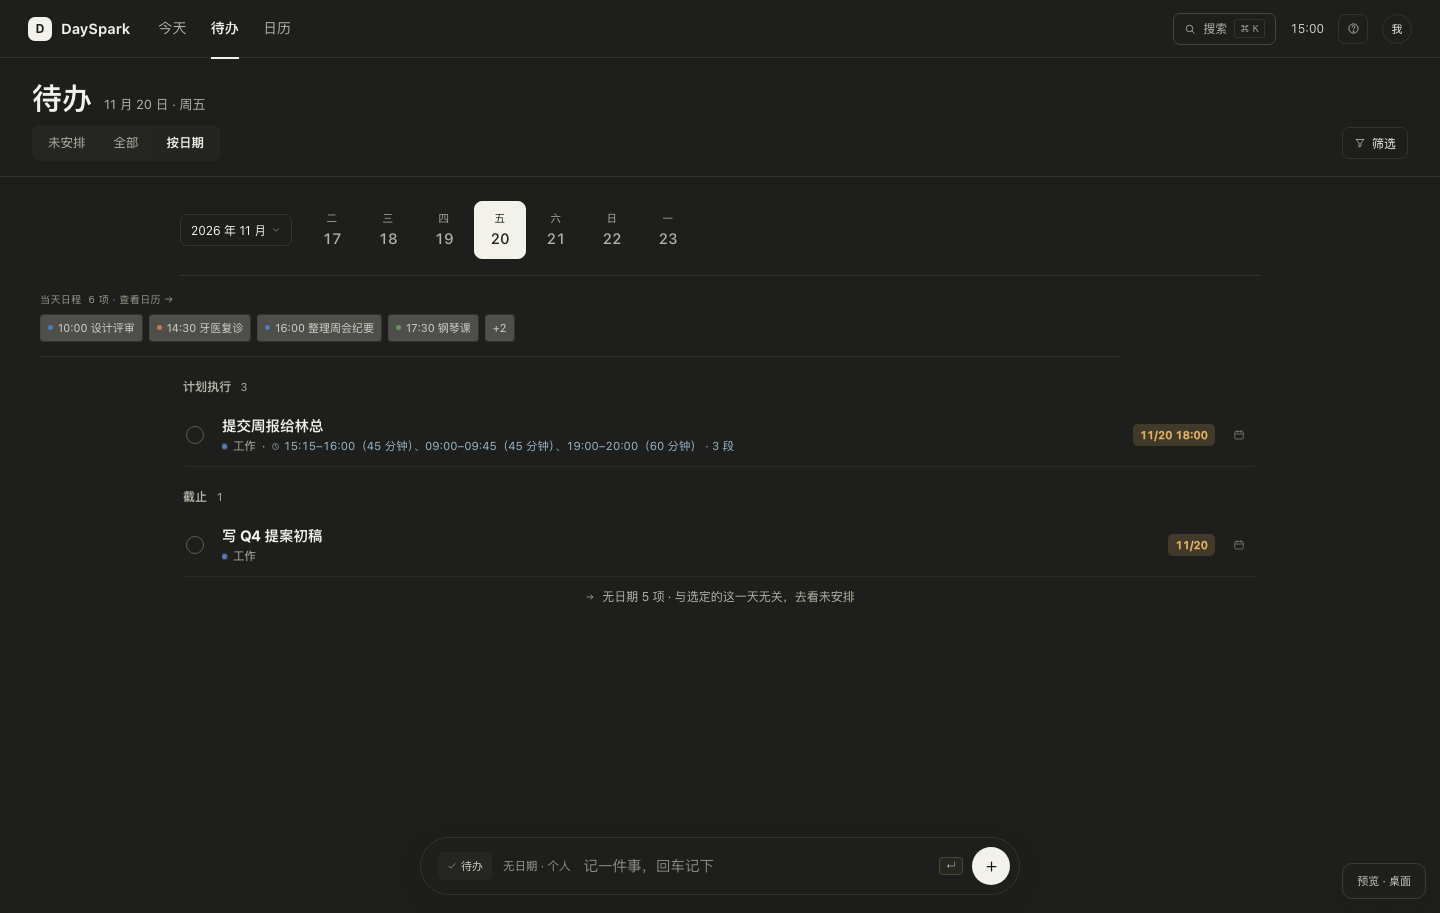 D DaySpark 今天 待办 日历 搜索 ⌘ K 15:00 我
待办 11 月 20 日 · 周五
未安排 全部 按日期 筛选
2026 年 11 月
二 三 四 五 六 日 一
17 18 19 20 21 22 23
当天日程 6 项 · 查看日历 →
10:00 设计评审 14:30 牙医复诊 16:00 整理周会纪要 17:30 钢琴课 +2
计划执行 3
提交周报给林总
工作 · 15:15–16:00（45 分钟）、09:00–09:45（45 分钟）、19:00–20:00（60 分钟） · 3 段 11/20 18:00
截止 1
写 Q4 提案初稿
工作 11/20
→ 无日期 5 项 · 与选定的这一天无关，去看未安排
✓ 待办 无日期 · 个人 记一件事，回车记下 ↵ +
预览 · 桌面